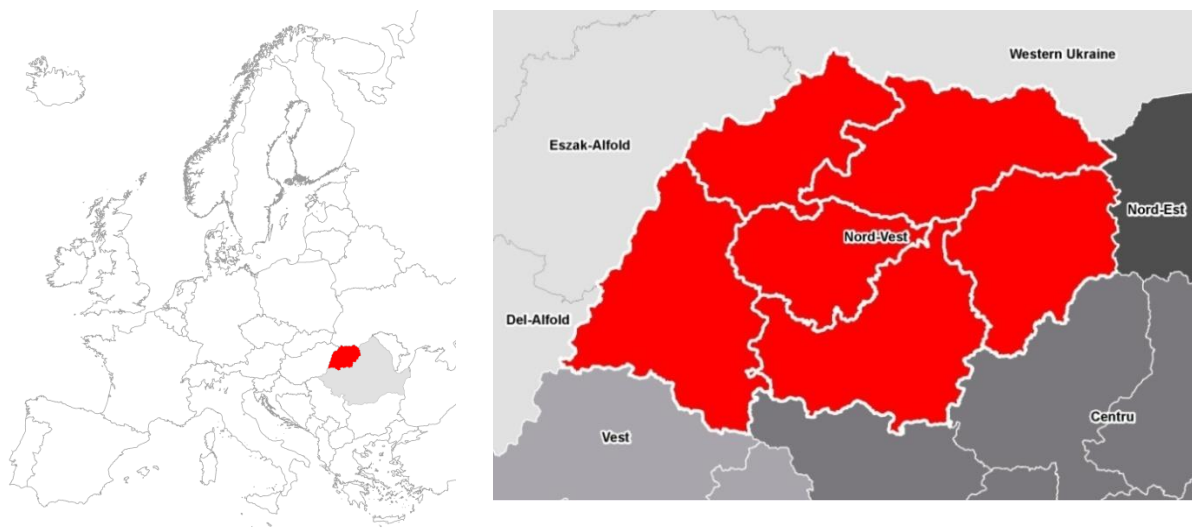 Western Ukraine
Eszak-Alfold
Nord-Est
Nord-Vest
Del-Alfold
Centru
Vest